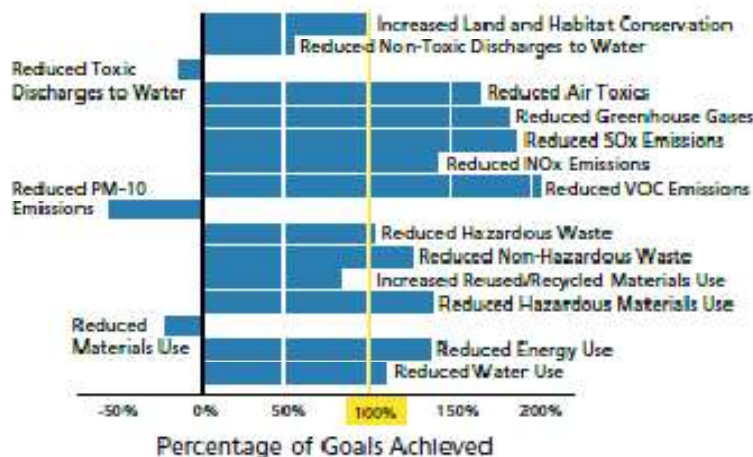 Increased Land and Habitat Conservation
Reduced Non-Toxic Discharges to Water
Reduced Toxic
Discharges to Water
Reduced Air Toxics
Reduced Greenhouse Gases
Reduced SOx Emissions
Reduced NOx Emissions
Reduced PM-10
Emissions
Reduced VOC Emissions
Reduced Hazardous Waste
Reduced Non-Hazardous Waste
Increased Reused/Recycled Materials Use
Reduced Hazardous Materials Use
Reduced
Materials Use
Reduced Energy Use
Reduced Water Use
-50% 0% 50% 100% 150% 200%
Percentage of Goals Achieved